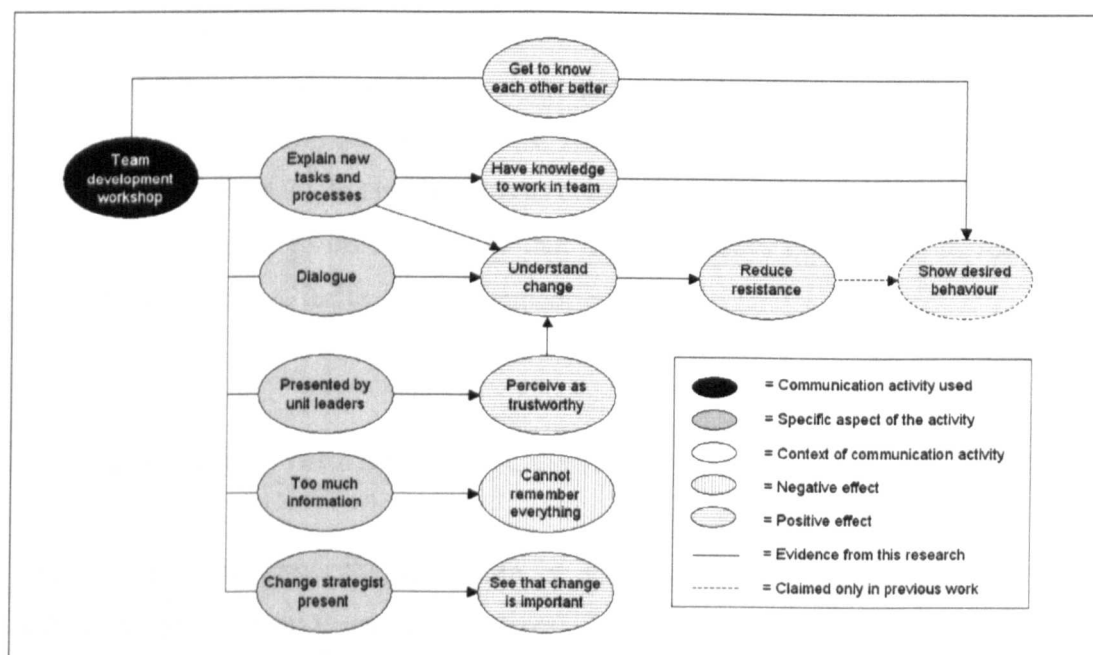 Get to know
each other better
Team
development
workshop
Explain new
tasks and
processes
Have knowledge
to work in team
Dialogue
Understand
change
Reduce
resistance
Show desired
behaviour
Presented by
unit leaders
Perceive as
trustworthy
Too much
information
Cannot
remember
everything
Change strategist
present
See that change
is important
= Communication activity used
= Specific aspect of the activity
= Context of communication activity
= Negative effect
= Positive effect
= Evidence from this research
= Claimed only in previous work